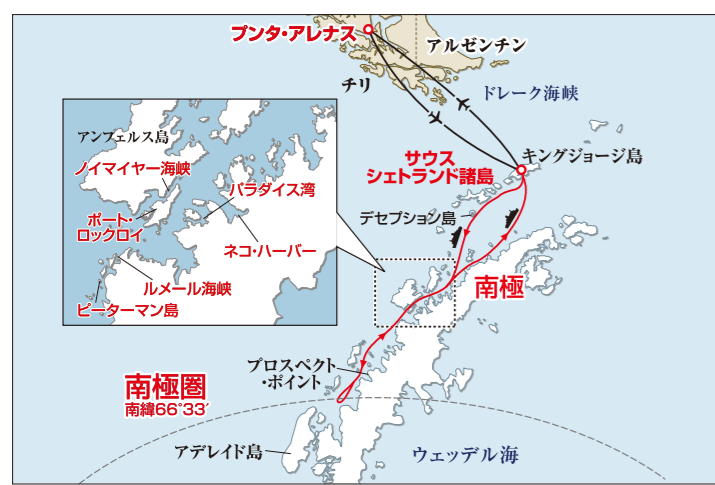 プンタ・アレナス
アルゼンチン
チリ
ドレーク海峡
キングジョージ島
サウス
シェトランド諸島
デセプション島
アンフェルス島
ノイマイヤー海峡
パラダイス湾
ポート・
ロックロイ
ネコ・ハーバー
ルメール海峡
ピーターマン島
南極
プロスペクト
・ポイント
南極圏
南緯66°33′
アデレイド島
ウェッデル海